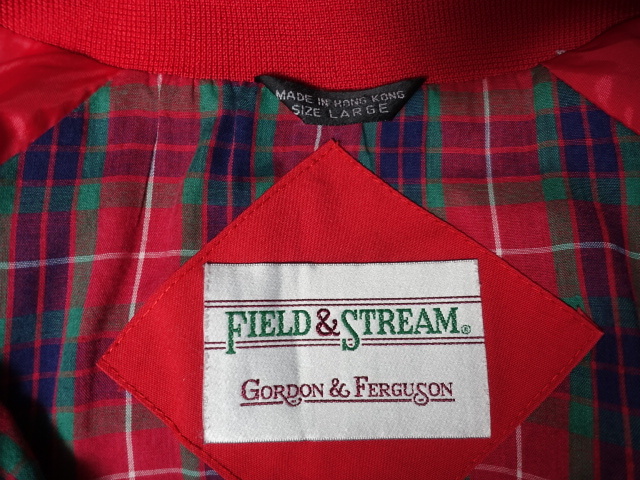 MADE IN HONG KONG
SIZE LARGE
FIELD & STREAM®
GORDON & FERGUSON